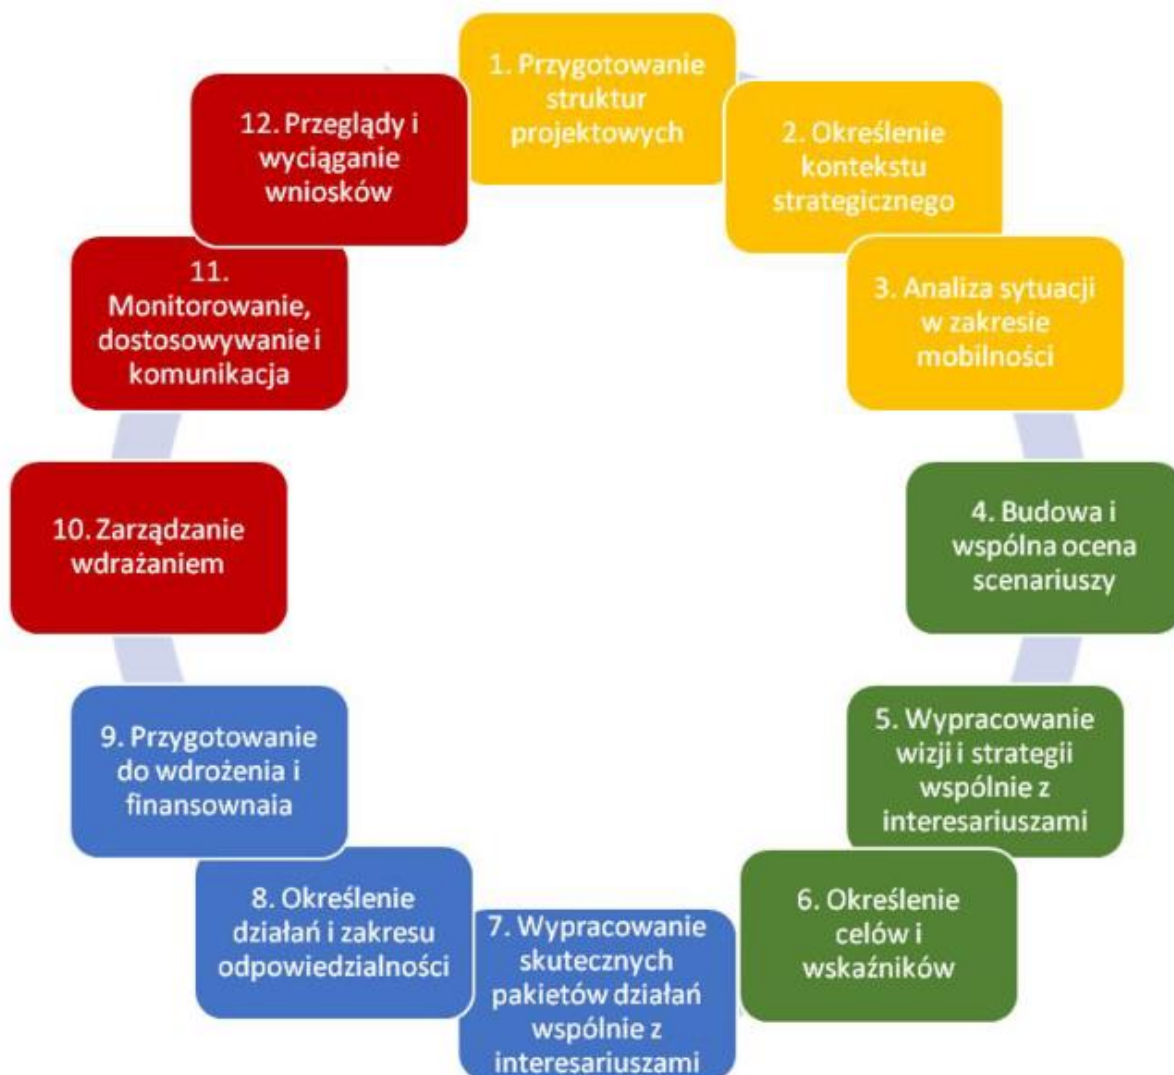 1. Przygotowanie
struktur
projektowych
2. Określenie
kontekstu
strategicznego
3. Analiza sytuacji
w zakresie
mobilności
4. Budowa i
wspólna ocena
scenariuszy
5. Wypracowanie
wizji i strategii
wspólnie z
interesariuszami
6. Określenie
celów i
wskaźników
7. Wypracowanie
skutecznych
pakietów działań
wspólnie z
interesariuszami
8. Określenie
działań i zakresu
odpowiedzialności
9. Przygotowanie
do wdrożenia i
finansownaia
10. Zarządzanie
wdrażaniem
11.
Monitorowanie,
dostosowywanie i
komunikacja
12. Przeglądy i
wyciąganie
wniosków